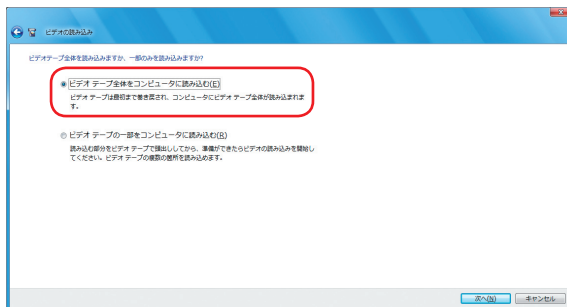 ビデオの読み込み
ビデオテープ全体を読み込みますか、一部のみを読み込みますか?
ビデオ テープ全体をコンピュータに読み込む(E)
ビデオ テープは最初まで巻き戻され、コンピュータにビデオ テープ全体が読み込まれま
す。
ビデオ テープの一部をコンピュータに読み込む(R)
読み込む部分をビデオ テープで頭出ししてから、準備ができたらビデオの読み込みを開始し
てください。ビデオ テープの複数の箇所を読み込めます。
次へ(N) キャンセル